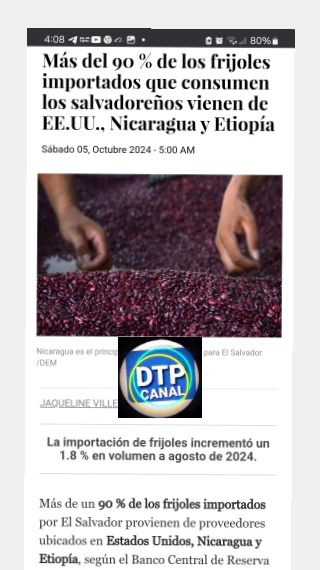 4:08 80%
Más del 90 % de los frijoles
importados que consumen
los salvadoreños vienen de
EE.UU., Nicaragua y Etiopía
Sábado 05, Octubre 2024 - 5:00 AM
Nicaragua es el para El Salvador.
/DEM
DTP
CANAL
JAQUELINE
La importación de frijoles incrementó un
1.8 % en volumen a agosto de 2024.
Más de un 90 % de los frijoles importados
por El Salvador provienen de proveedores
ubicados en Estados Unidos, Nicaragua y
Etiopía, según el Banco Central de Reserva